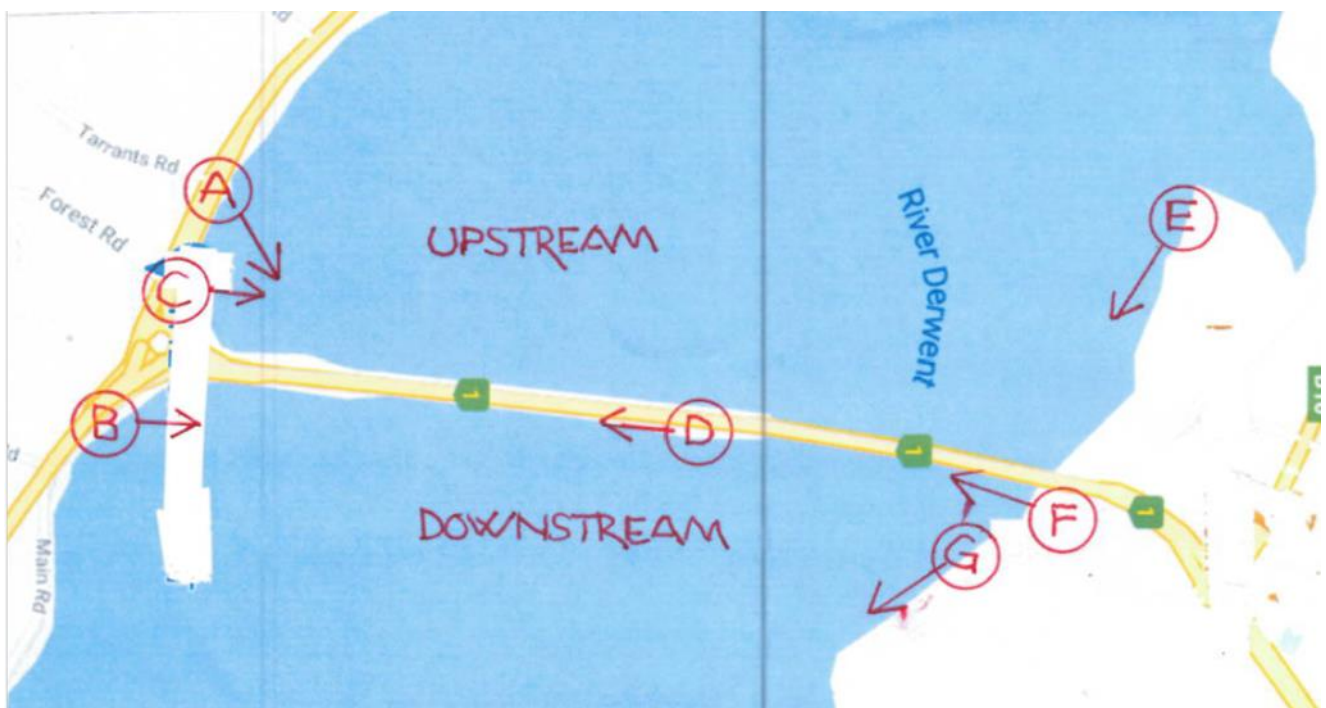 Tarrants Rd
A
Forest Rd
UPSTREAM
River Derwent
E
C
1
B
D
1
F
1
DOWNSTREAM
G
Main Rd